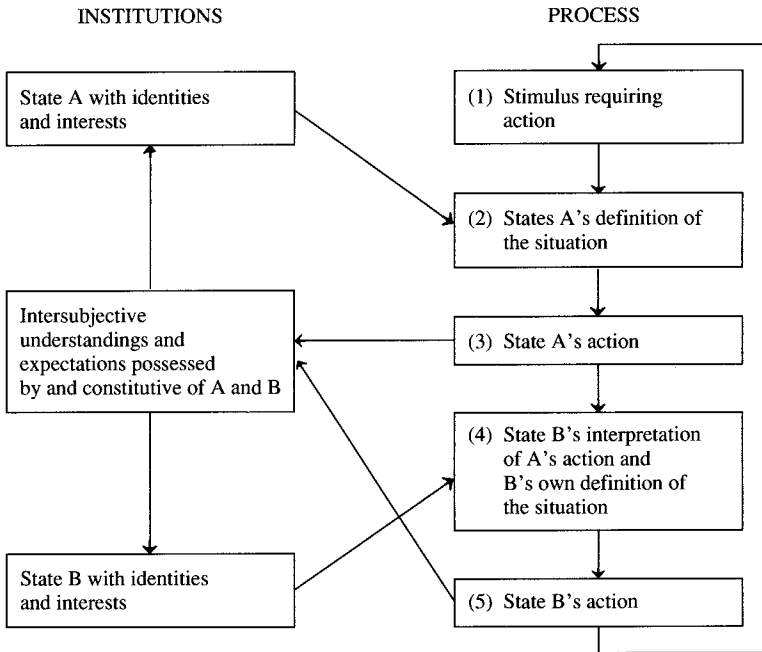 INSTITUTIONS
PROCESS
State A with identities
and interests
(1) Stimulus requiring
action
(2) States A's definition of
the situation
Intersubjective
understandings and
expectations possessed
by and constitutive of A and B
(3) State A's action
(4) State B's interpretation
of A's action and
B's own definition of
the situation
State B with identities
and interests
(5) State B's action